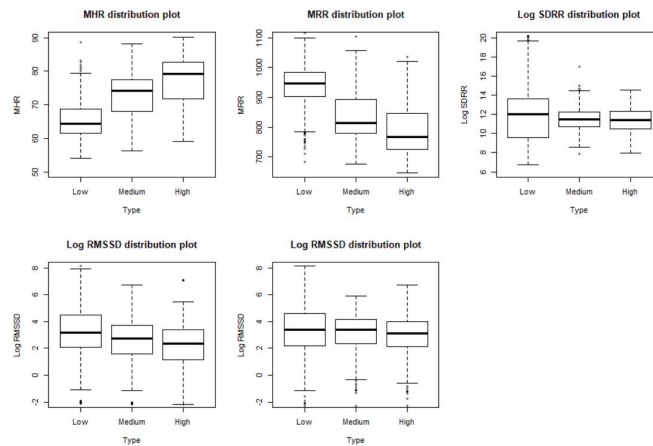 MHR distribution plot
MHR
90
80
70
60
50
Low Medium High
Type
MRR distribution plot
MRR
1100
1000
900
800
700
Low Medium High
Type
Log SDRR distribution plot
Log SDRR
20
18
16
14
12
10
8
6
Low Medium High
Type
Log RMSSD distribution plot
Log RMSSD
8
6
4
2
0
-2
Low Medium High
Type
Log RMSSD distribution plot
Log RMSSD
8
6
4
2
0
-2
Low Medium High
Type